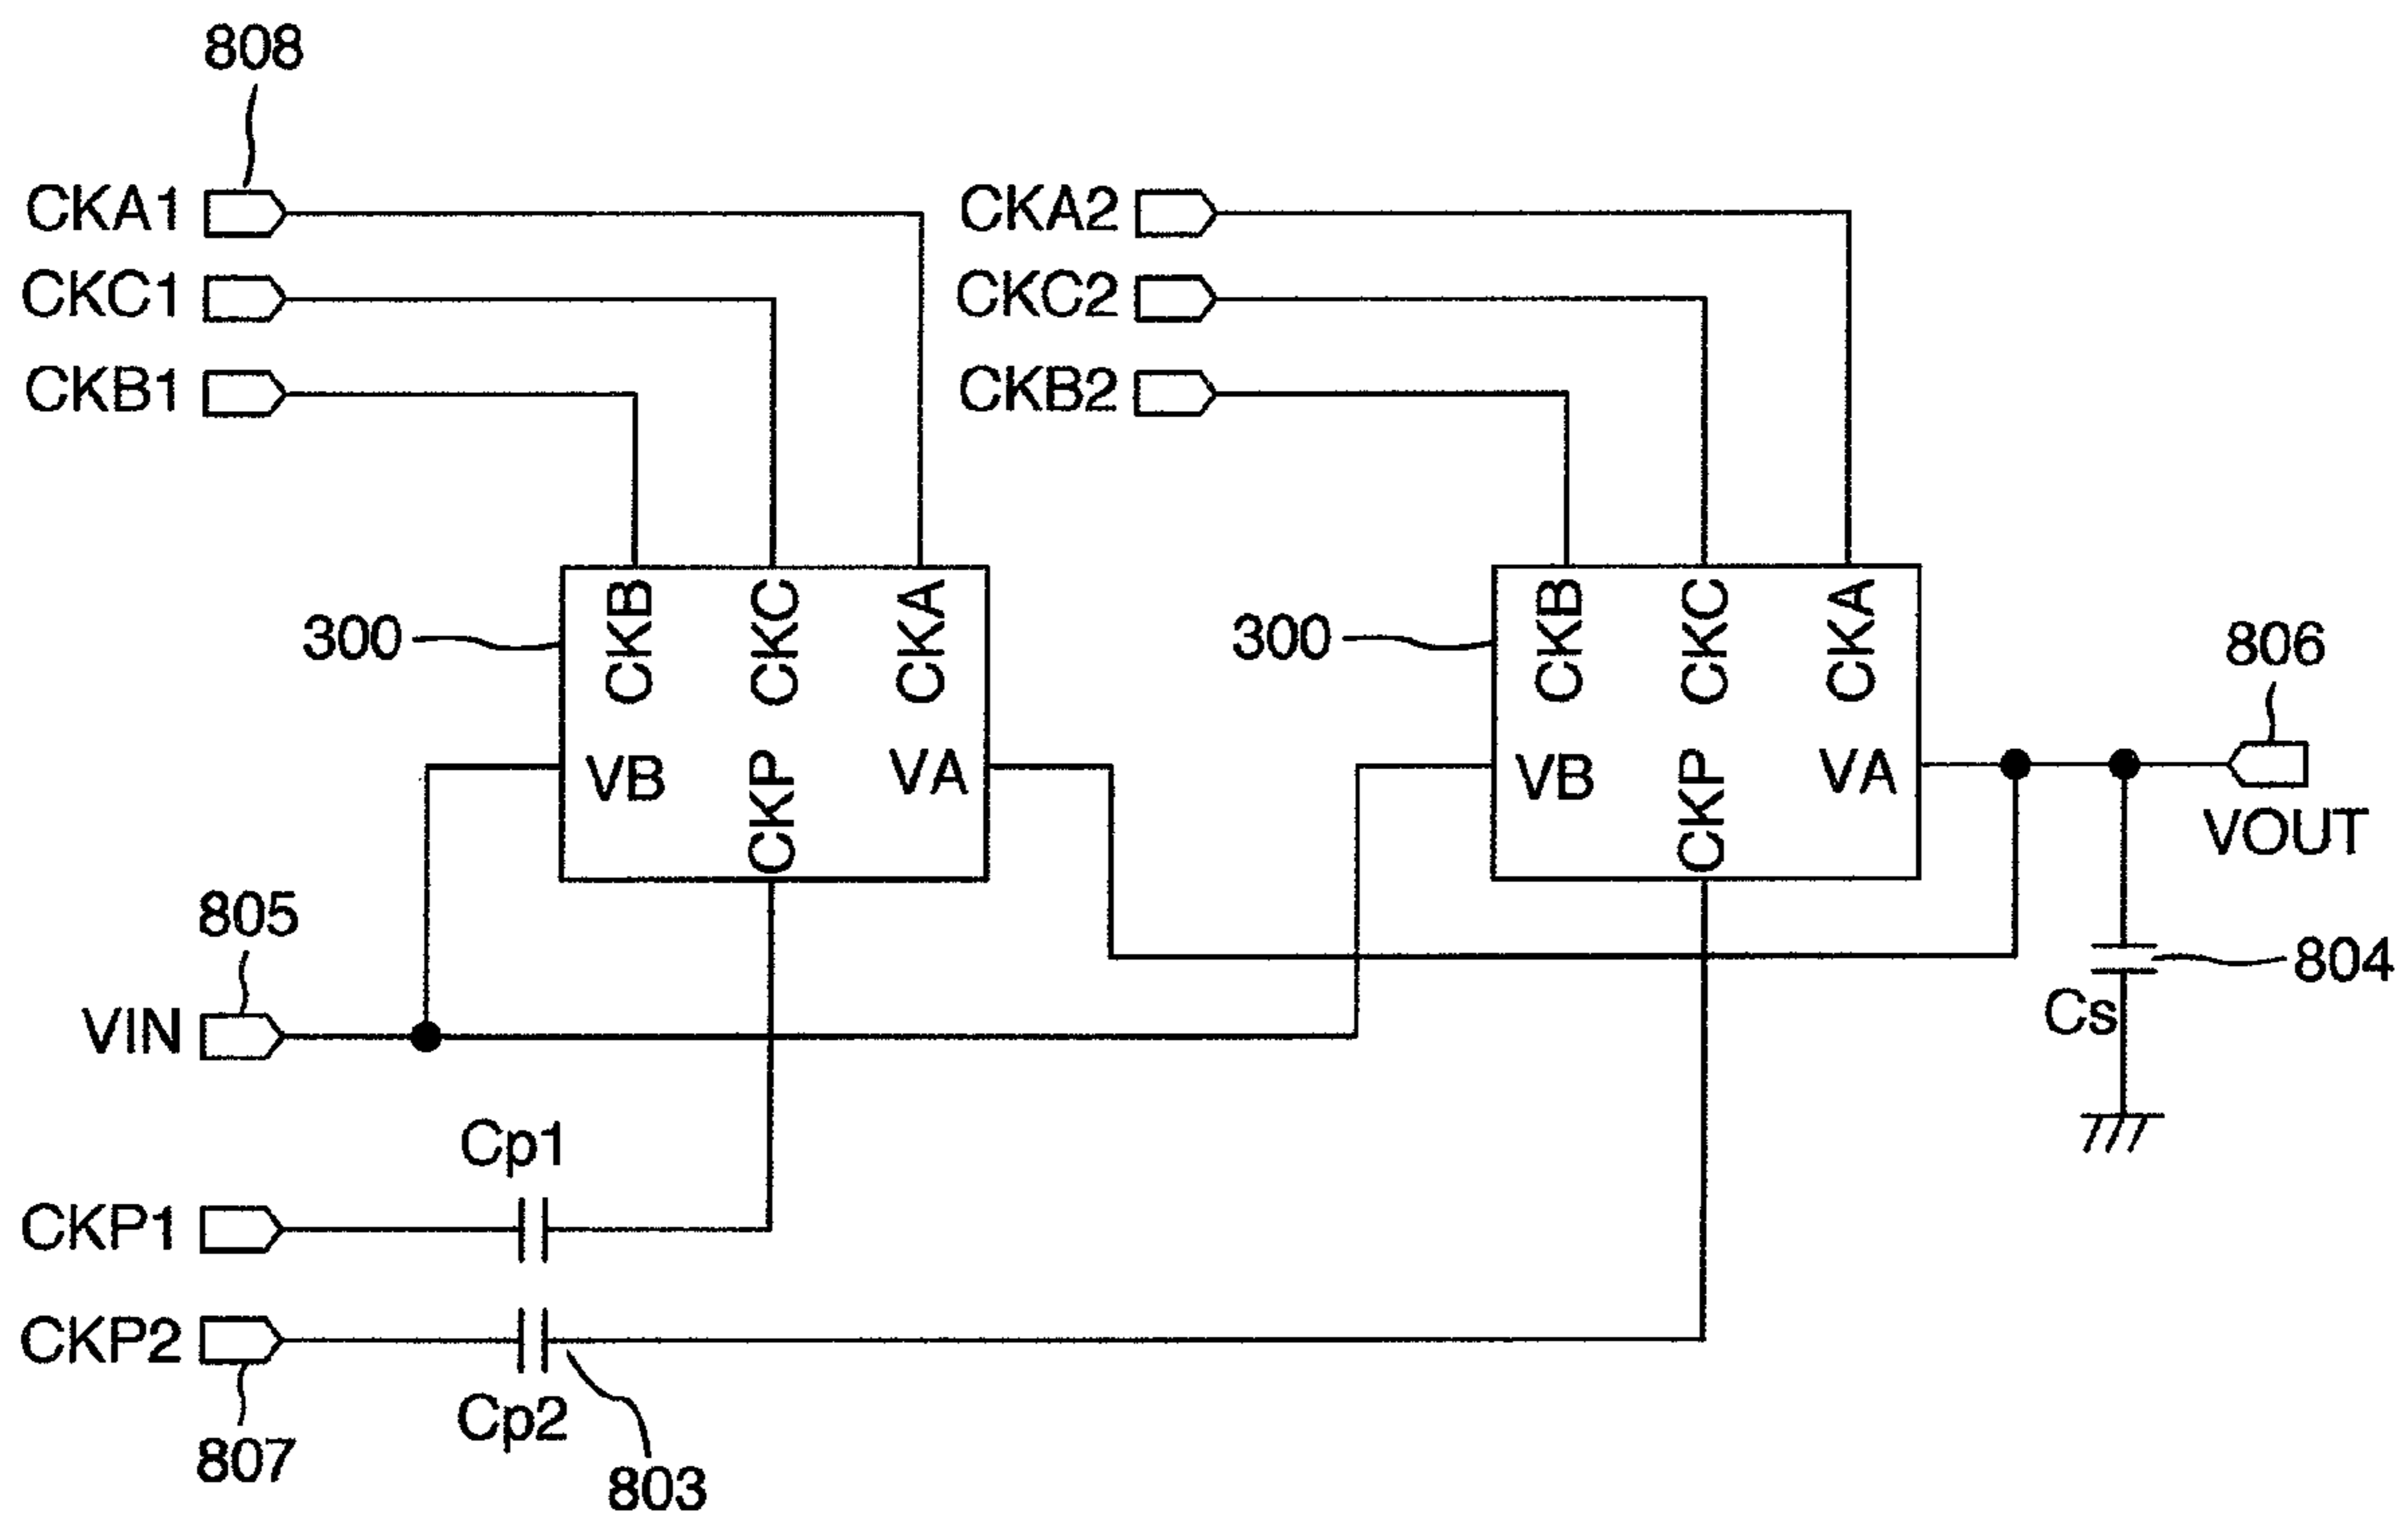 808
CKA1
CKC1
CKB1
CKA2
CKC2
CKB2
300
CKB
CKC
CKA
VB
CKP
VA
300
CKB
CKC
CKA
VB
CKP
VA
806
VOUT
805
VIN
804
Cs
Cp1
CKP1
CKP2
Cp2
807
803